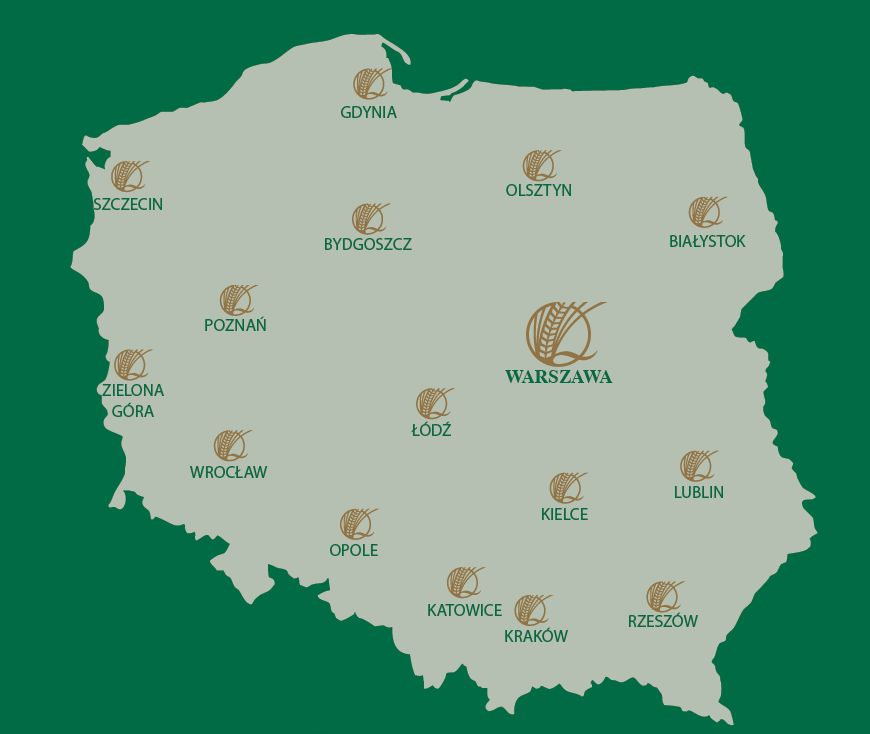 GDYNIA
OLSZTYN
SZCZECIN
BYDGOSZCZ
BIAŁYSTOK
POZNAŃ
WARSZAWA
ZIELONA
GÓRA
ŁÓDŹ
WROCŁAW
LUBLIN
KIELCE
OPOLE
KATOWICE
RZESZÓW
KRAKÓW